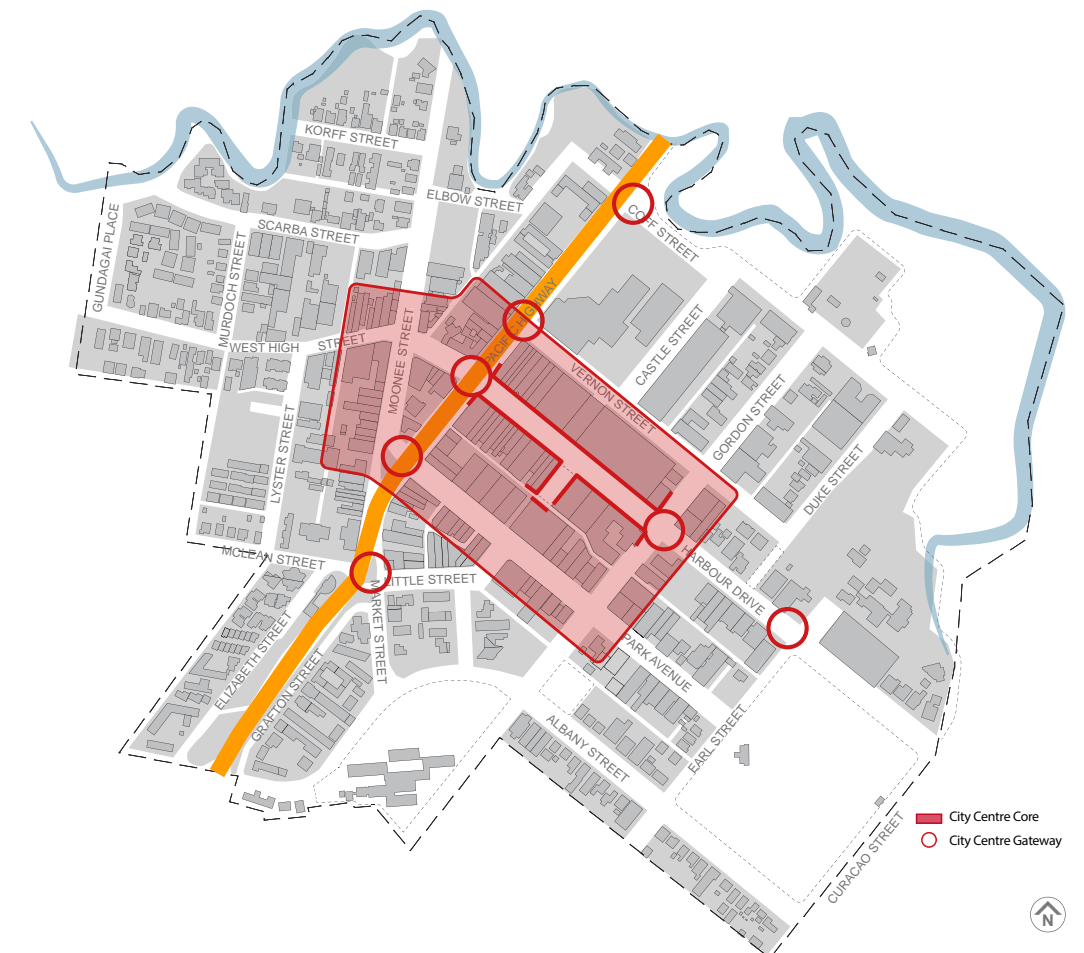 KORFF STREET
ELBOW STREET
COFF STREET
SCARBA STREET
GUNDAGAI PLACE
MURDOCH STREET
WEST HIGH STREET
MOONEE STREET
PACIFIC HIGHWAY
CASTLE STREET
VERNON STREET
GORDON STREET
DUKE STREET
LYSTER STREET
MCLEAN STREET
LITTLE STREET
MARKET STREET
HARBOUR DRIVE
ELIZABETH STREET
GRAFTON STREET
PARK AVENUE
ALBANY STREET
EARL STREET
CURACAO STREET
City Centre Core
City Centre Gateway
N